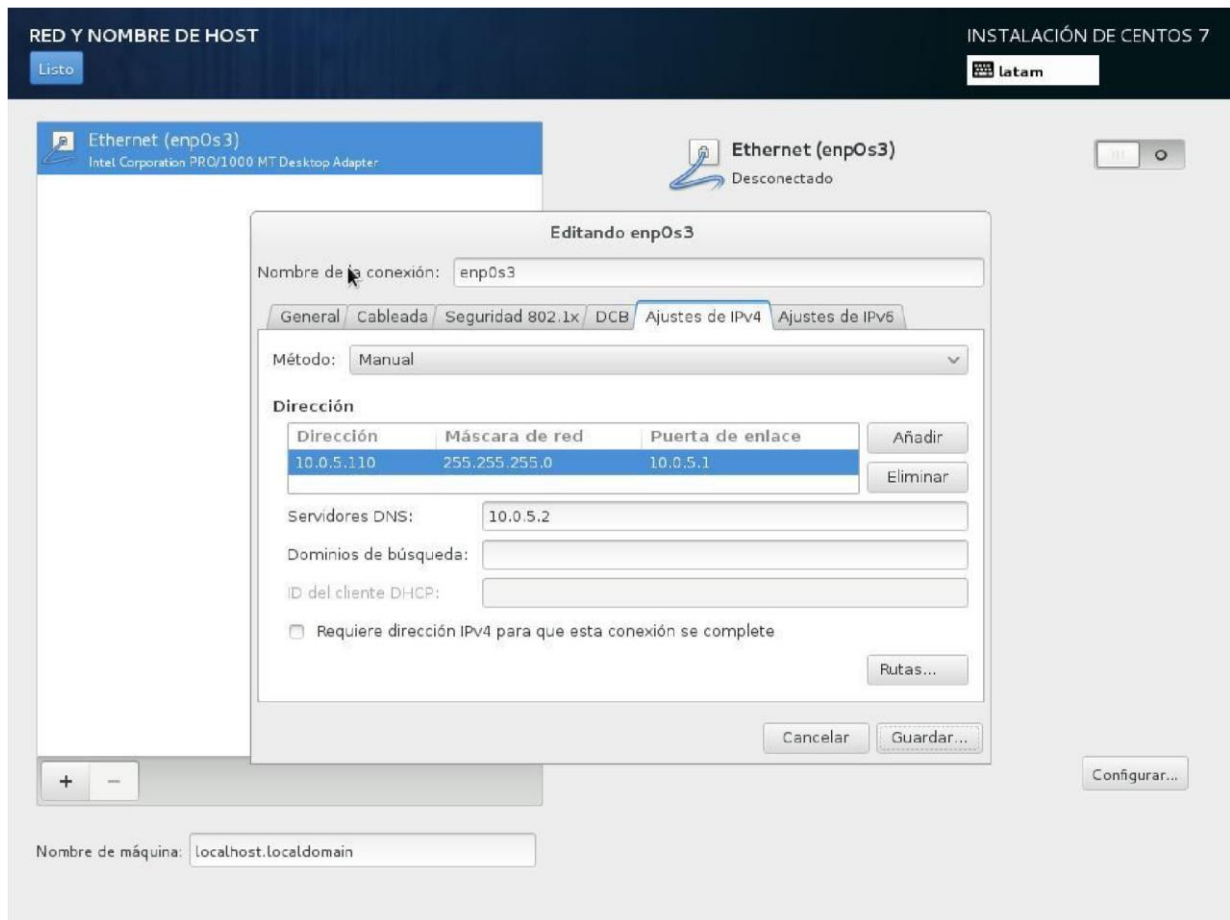 RED Y NOMBRE DE HOST
INSTALACIÓN DE CENTOS 7
Listo
latam
Ethernet (enp0s3)
Intel Corporation PRO/1000 MT Desktop Adapter
Ethernet (enp0s3)
Desconectado
Editando enp0s3
Nombre de la conexión: enp0s3
General Cableada Seguridad 802.1x DCB Ajustes de IPv4 Ajustes de IPv6
Método: Manual
Dirección
Dirección Máscara de red Puerta de enlace
Añadir
10.0.5.110 255.255.255.0 10.0.5.1
Eliminar
Servidores DNS: 10.0.5.2
Dominios de búsqueda:
ID del cliente DHCP:
Requiere dirección IPv4 para que esta conexión se complete
Rutas...
Cancelar Guardar...
+ −
Configurar...
Nombre de máquina: localhost.localdomain